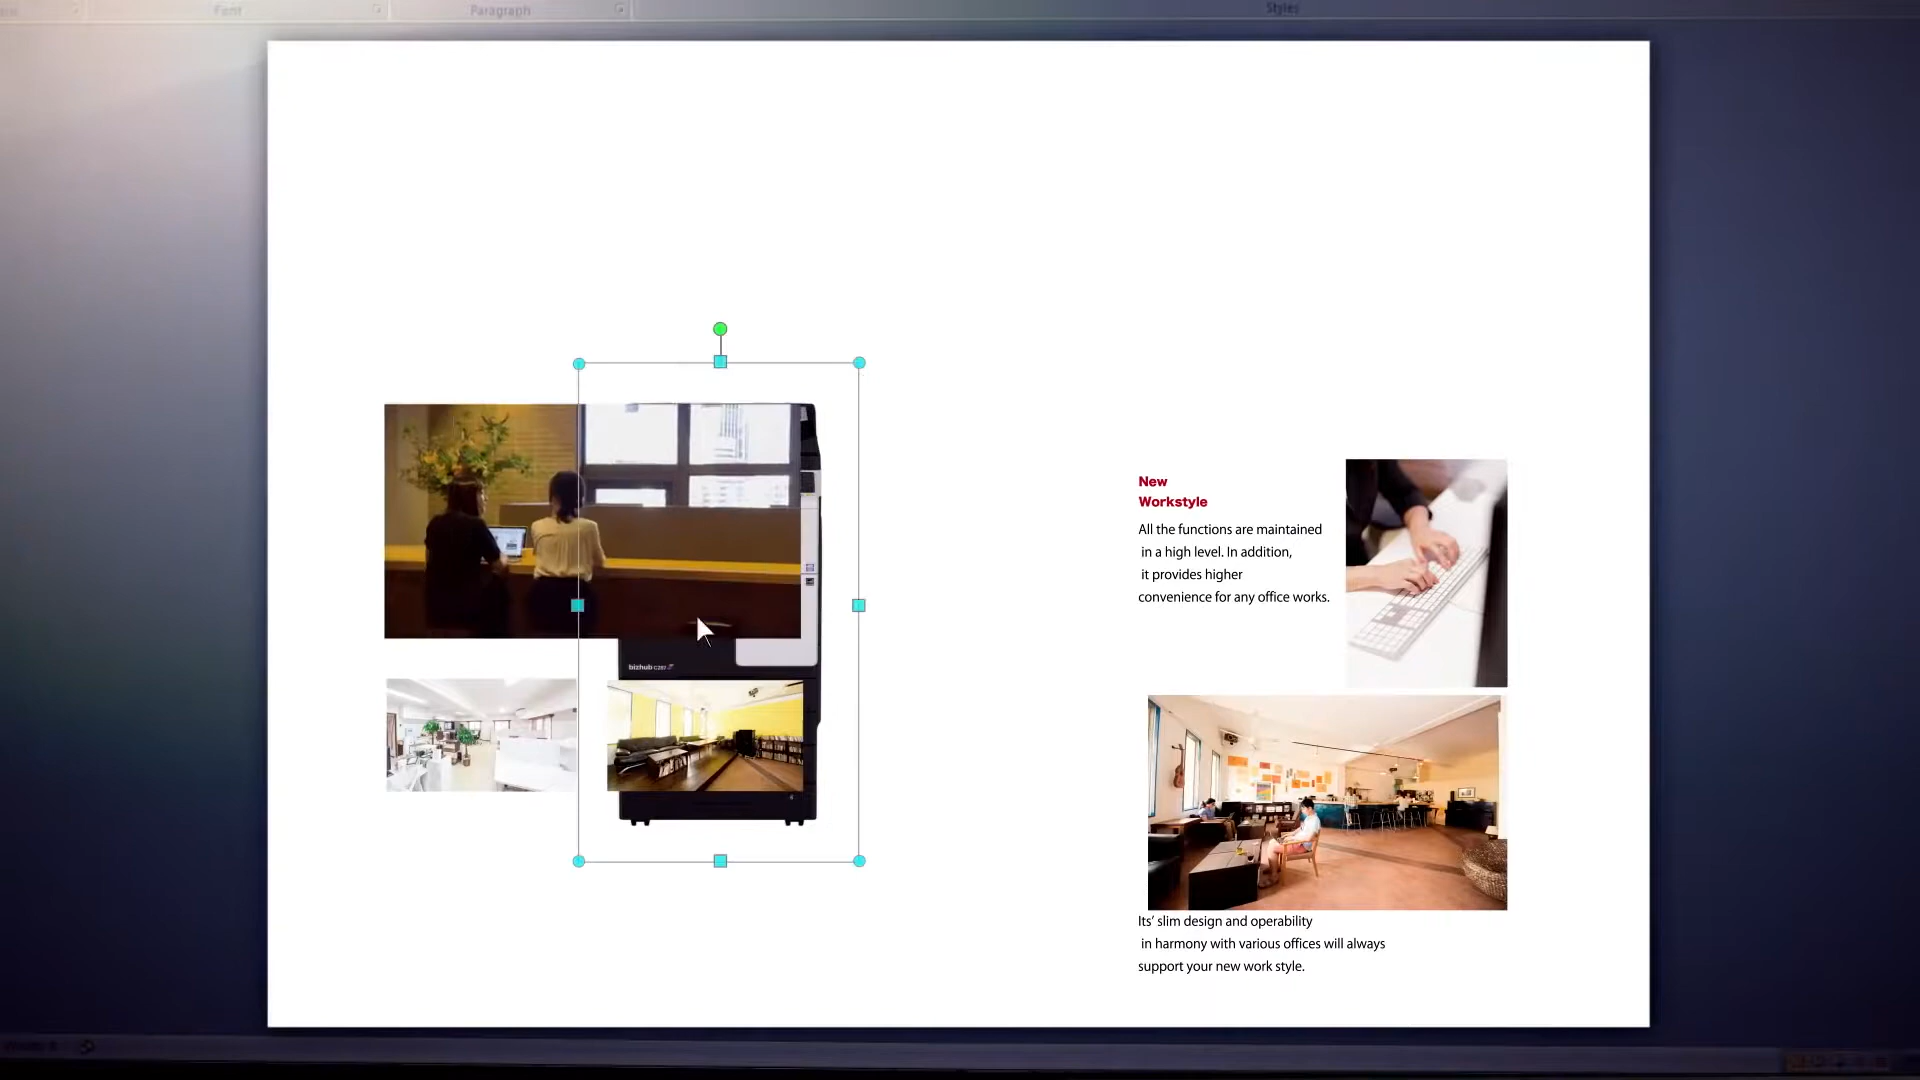 Font
Paragraph
Styles
New
Workstyle
All the functions are maintained
in a high level. In addition,
it provides higher
convenience for any office works.
bizhub C287
Its’ slim design and operability
in harmony with various offices will always
support your new work style.